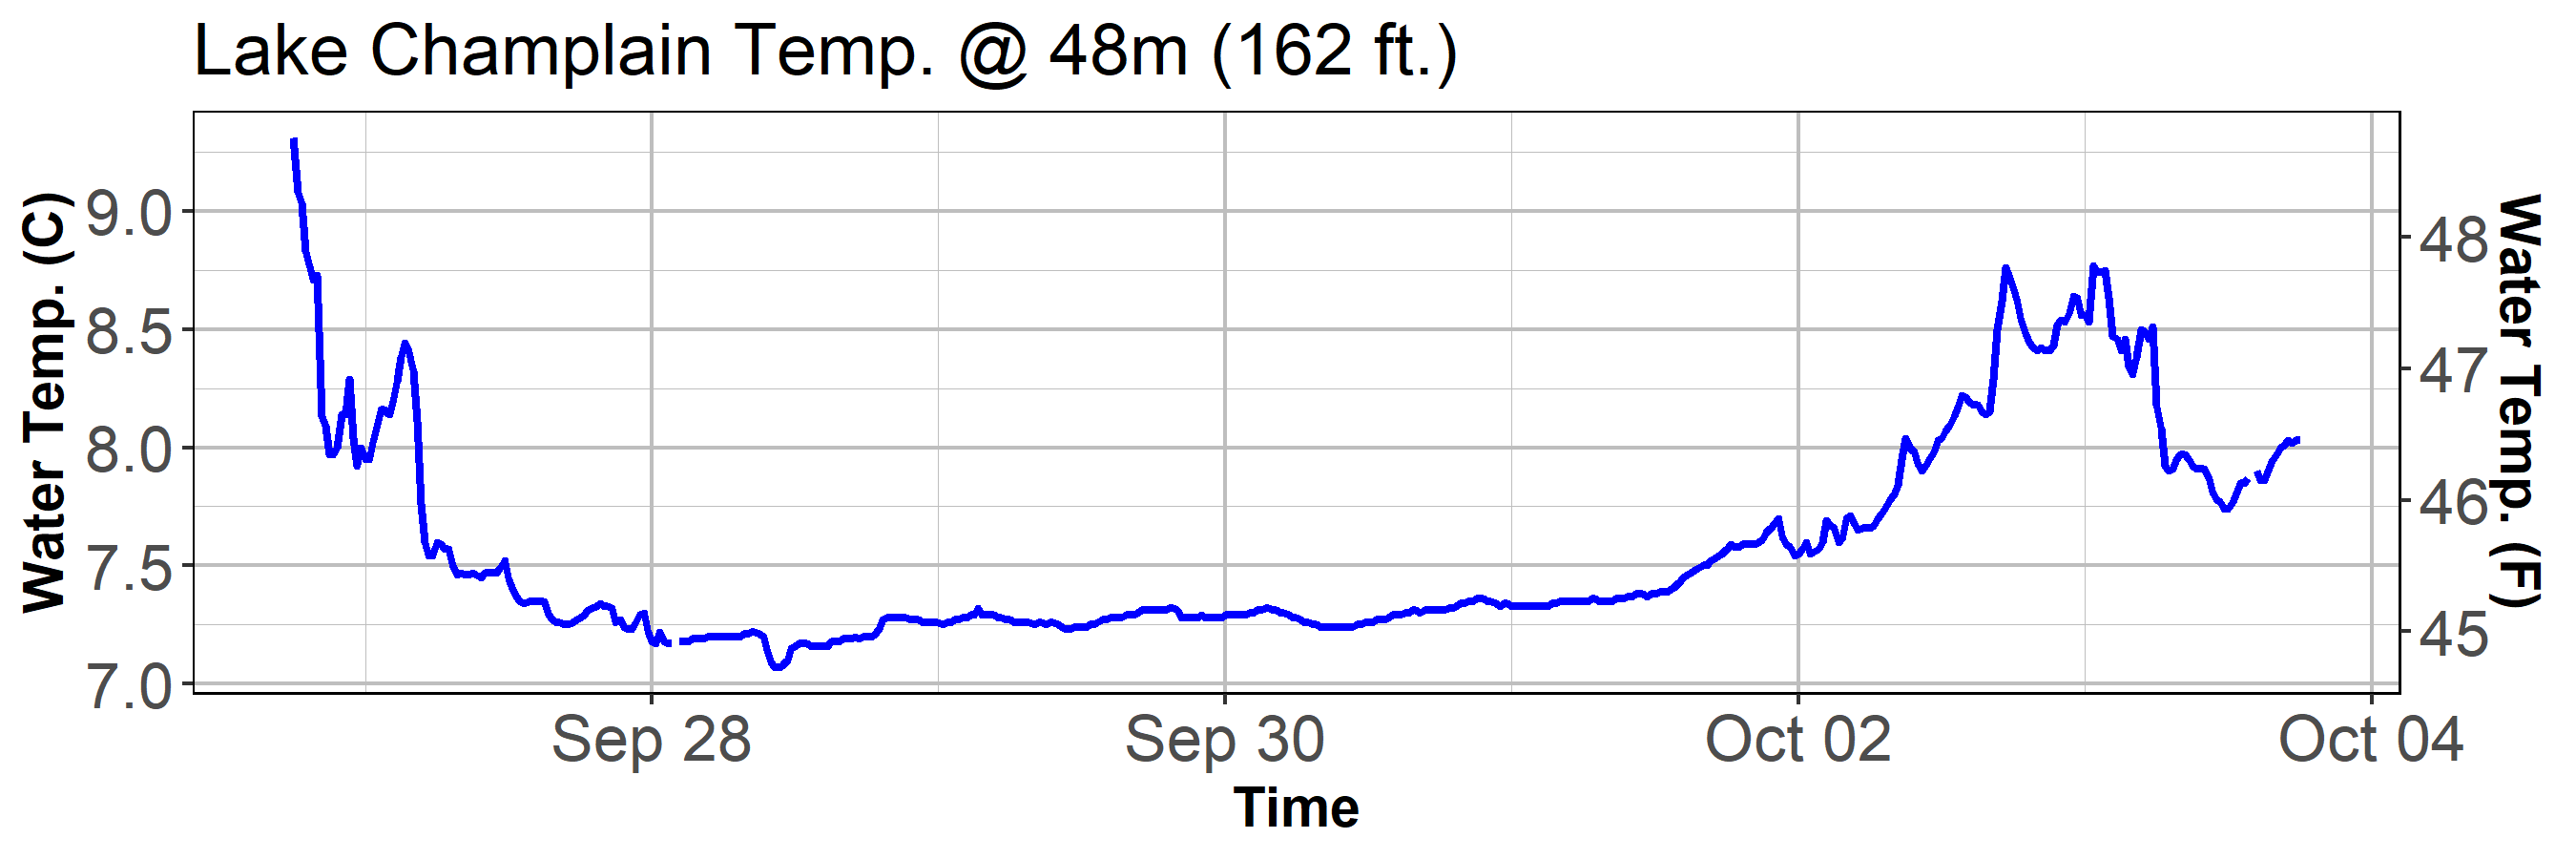 Lake Champlain Temp. @ 48m (162 ft.)
Water Temp. (C)
9.0
8.5
8.0
7.5
7.0
48
47
46
45
Water Temp. (F)
Sep 28 Sep 30 Oct 02 Oct 04
Time